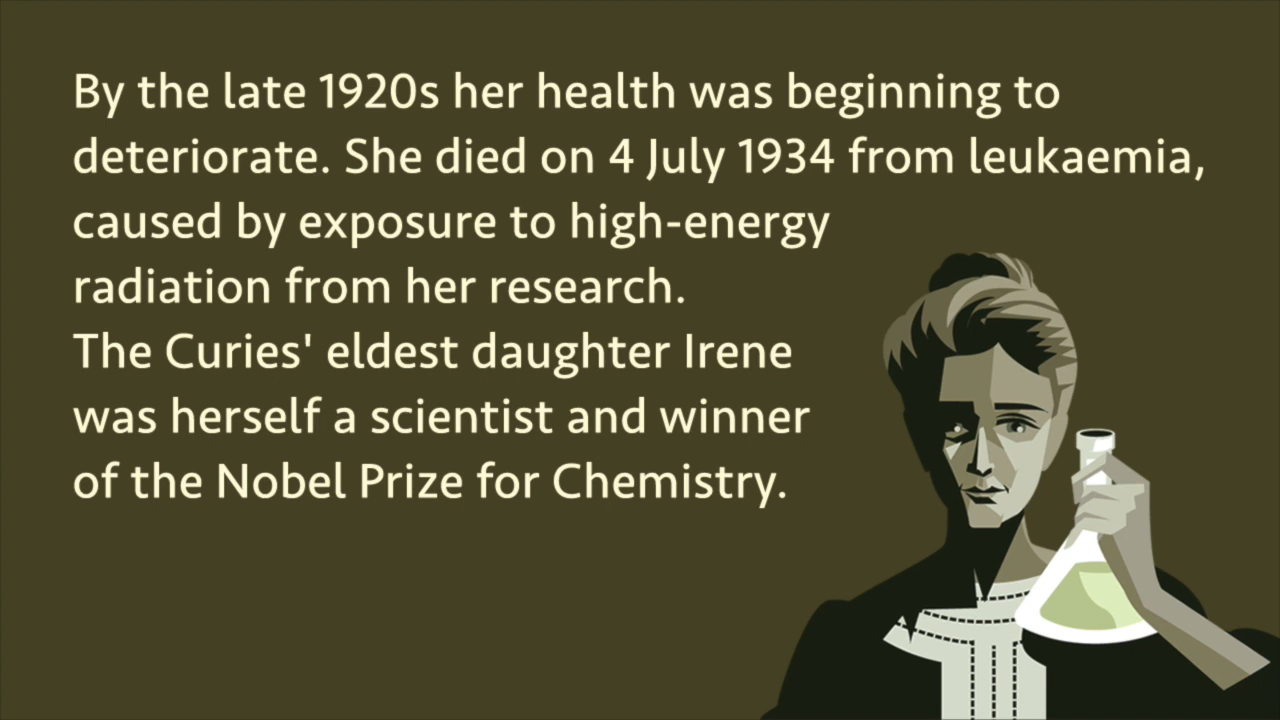 By the late 1920s her health was beginning to
deteriorate. She died on 4 July 1934 from leukaemia,
caused by exposure to high-energy
radiation from her research.
The Curies' eldest daughter Irene
was herself a scientist and winner
of the Nobel Prize for Chemistry.